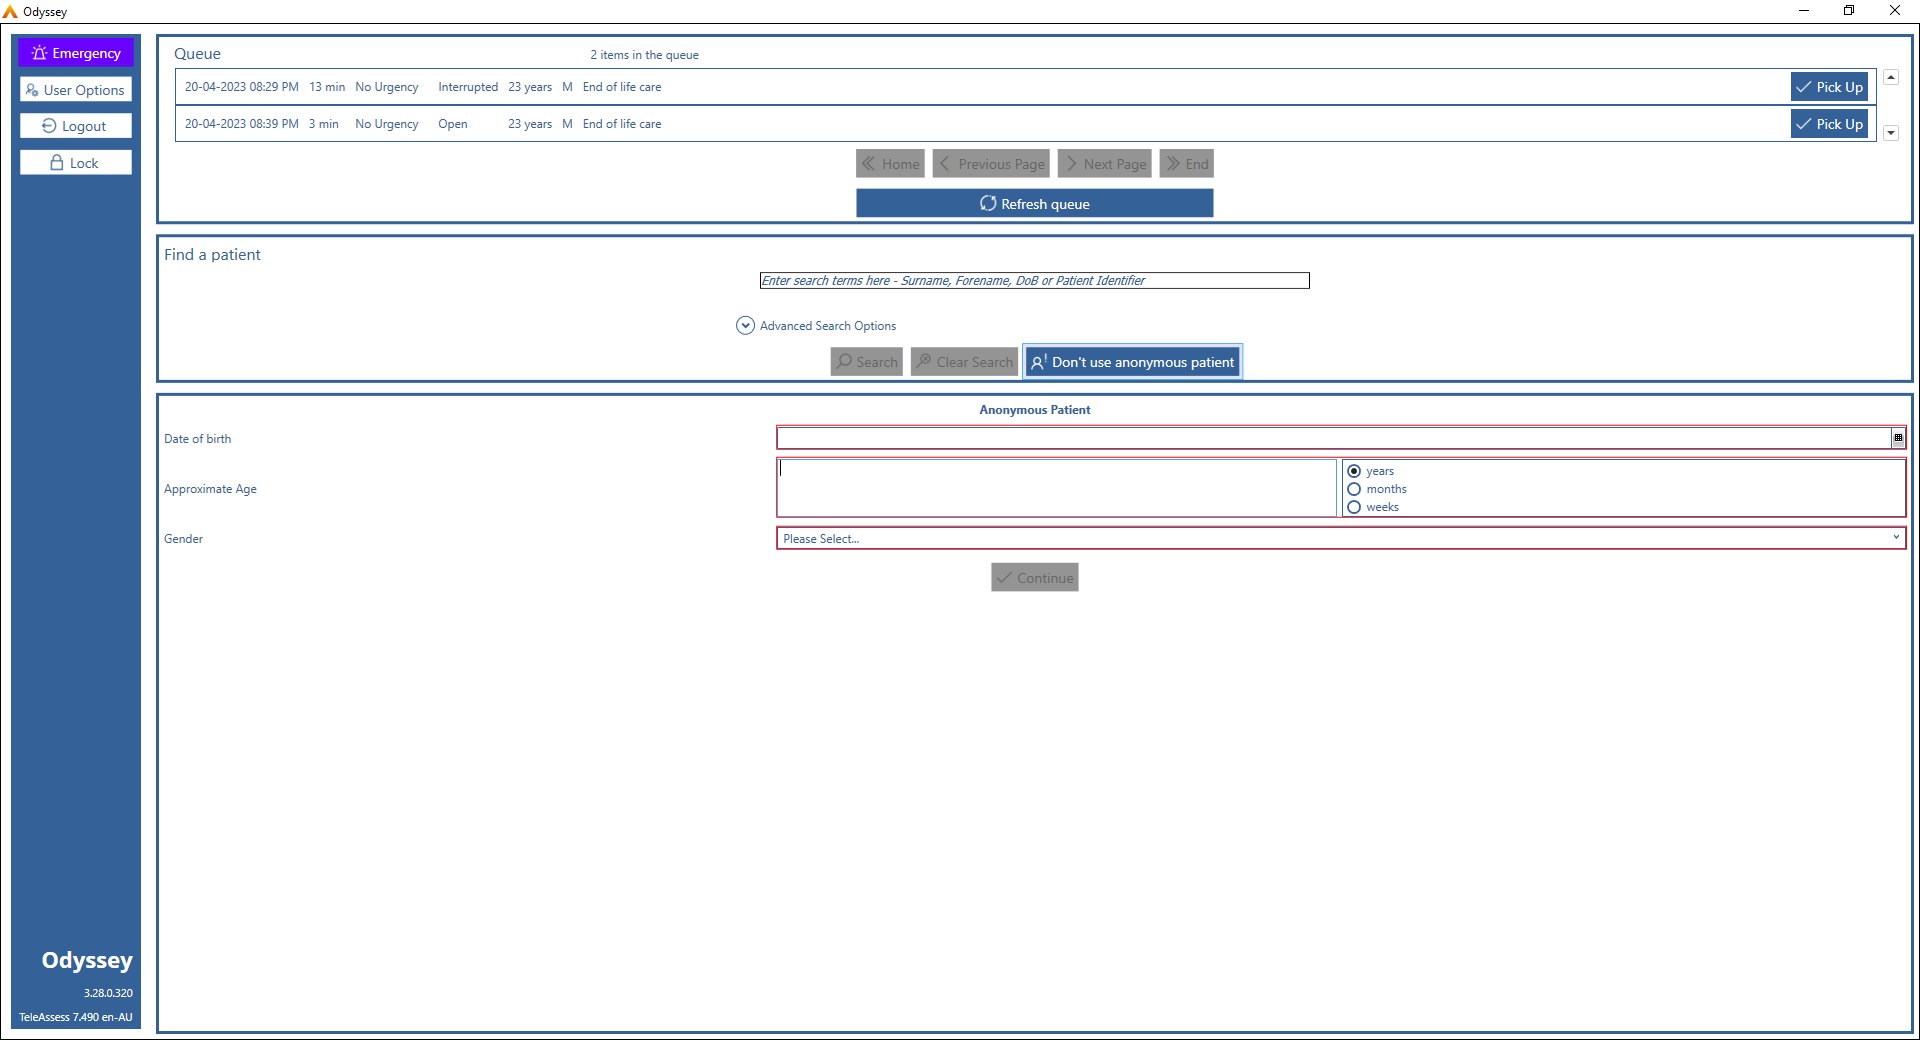 Odyssey
Emergency
User Options
Logout
Lock
Queue 2 items in the queue
20-04-2023 08:29 PM 13 min No Urgency Interrupted 23 years M End of life care Pick Up
20-04-2023 08:39 PM 3 min No Urgency Open 23 years M End of life care Pick Up
Home Previous Page Next Page End
Refresh queue
Find a patient
Enter search terms here - Surname, Forename, DoB or Patient Identifier
Advanced Search Options
Search Clear Search Don't use anonymous patient
Anonymous Patient
Date of birth
Approximate Age
years
months
weeks
Gender Please Select...
Continue
Odyssey
3.28.0.320
TeleAssess 7.490 en-AU